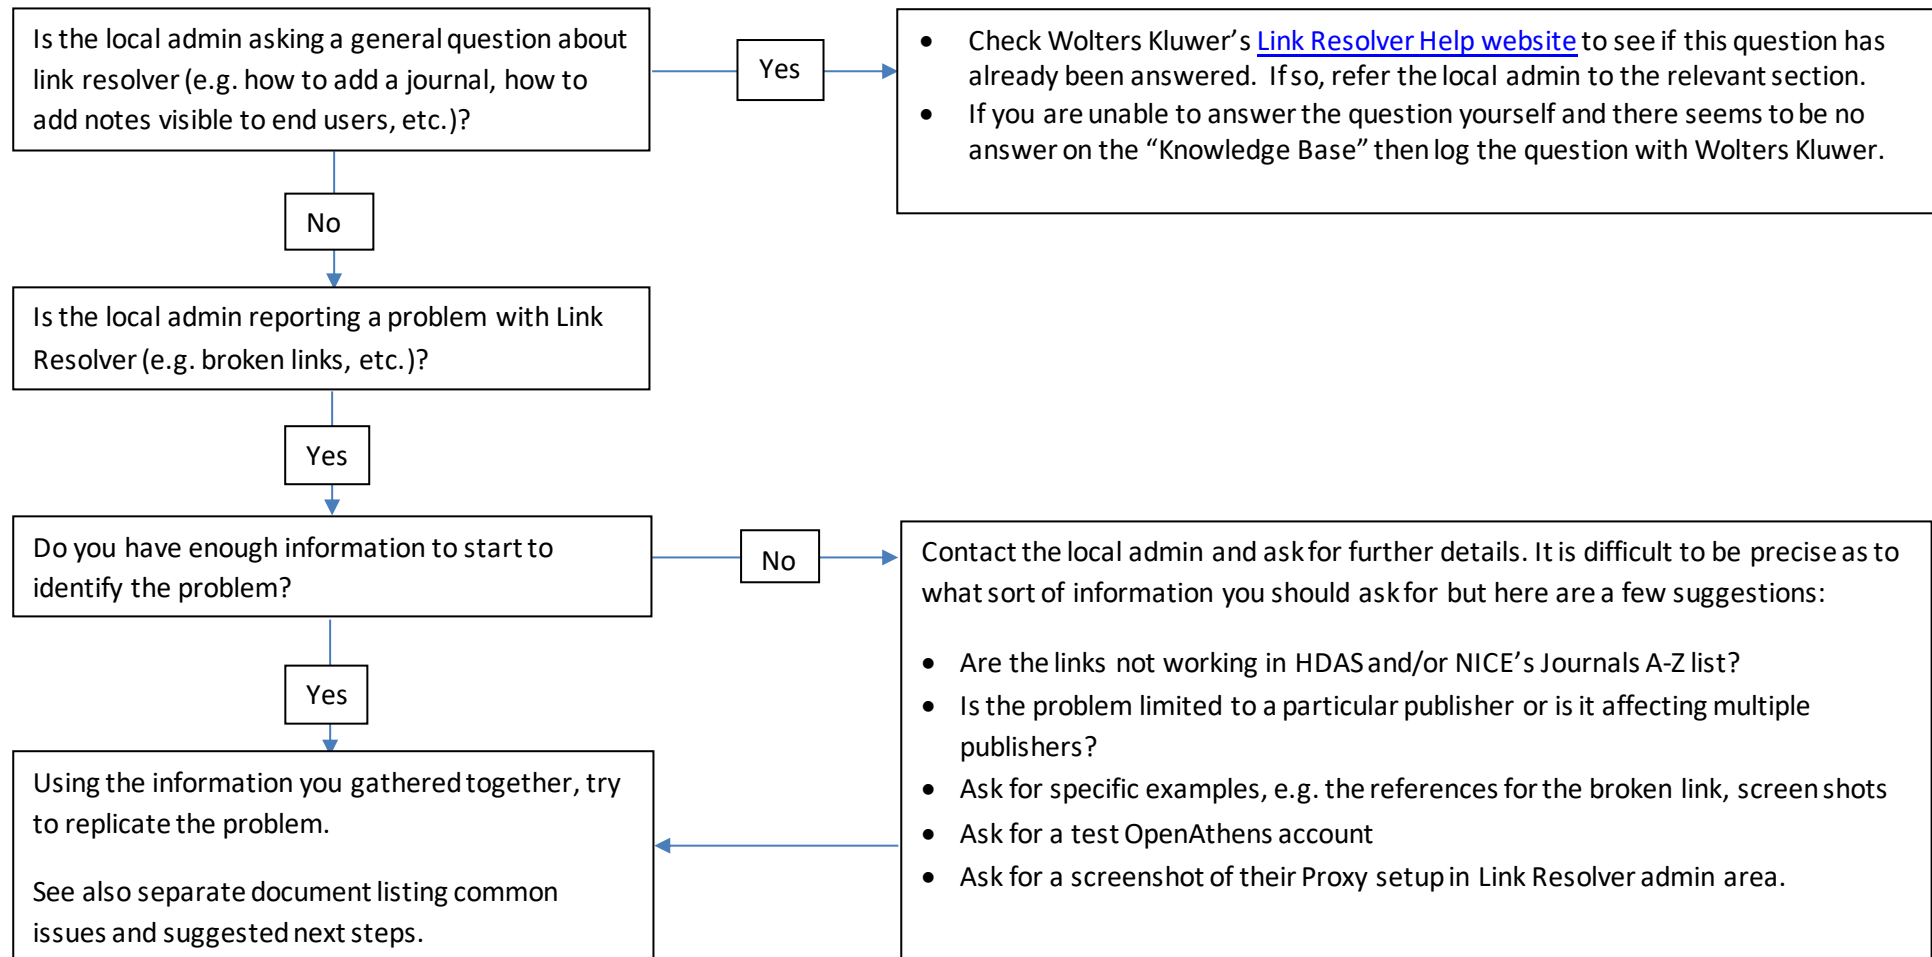 Is the local admin asking a general question about
link resolver (e.g. how to add a journal, how to
add notes visible to end users, etc.)?
Yes
• Check Wolters Kluwer’s Link Resolver Help website to see if this question has
already been answered. If so, refer the local admin to the relevant section.
• If you are unable to answer the question yourself and there seems to be no
answer on the “Knowledge Base” then log the question with Wolters Kluwer.
No
Is the local admin reporting a problem with Link
Resolver (e.g. broken links, etc.)?
Yes
Do you have enough information to start to
identify the problem?
No
Contact the local admin and ask for further details. It is difficult to be precise as to
what sort of information you should ask for but here are a few suggestions:
• Are the links not working in HDAS and/or NICE’s Journals A-Z list?
• Is the problem limited to a particular publisher or is it affecting multiple
publishers?
• Ask for specific examples, e.g. the references for the broken link, screen shots
• Ask for a test OpenAthens account
• Ask for a screenshot of their Proxy setup in Link Resolver admin area.
Yes
Using the information you gathered together, try
to replicate the problem.
See also separate document listing common
issues and suggested next steps.